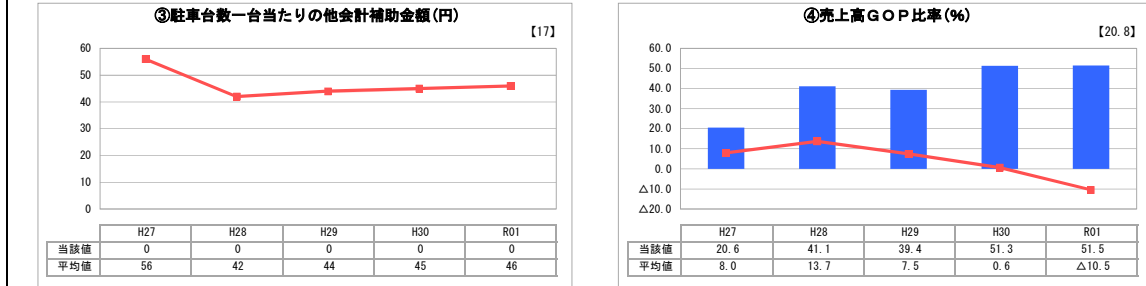 ③駐車台数一台当たりの他会計補助金額(円)
【17】
60
50
40
30
20
10
0
H27 H28 H29 H30 R01
当該値 0 0 0 0 0
平均値 56 42 44 45 46
④売上高ＧＯＰ比率(%)
【20.8】
60.0
50.0
40.0
30.0
20.0
10.0
0.0
△10.0
△20.0
H27 H28 H29 H30 R01
当該値 20.6 41.1 39.4 51.3 51.5
平均値 8.0 13.7 7.5 0.6 △10.5